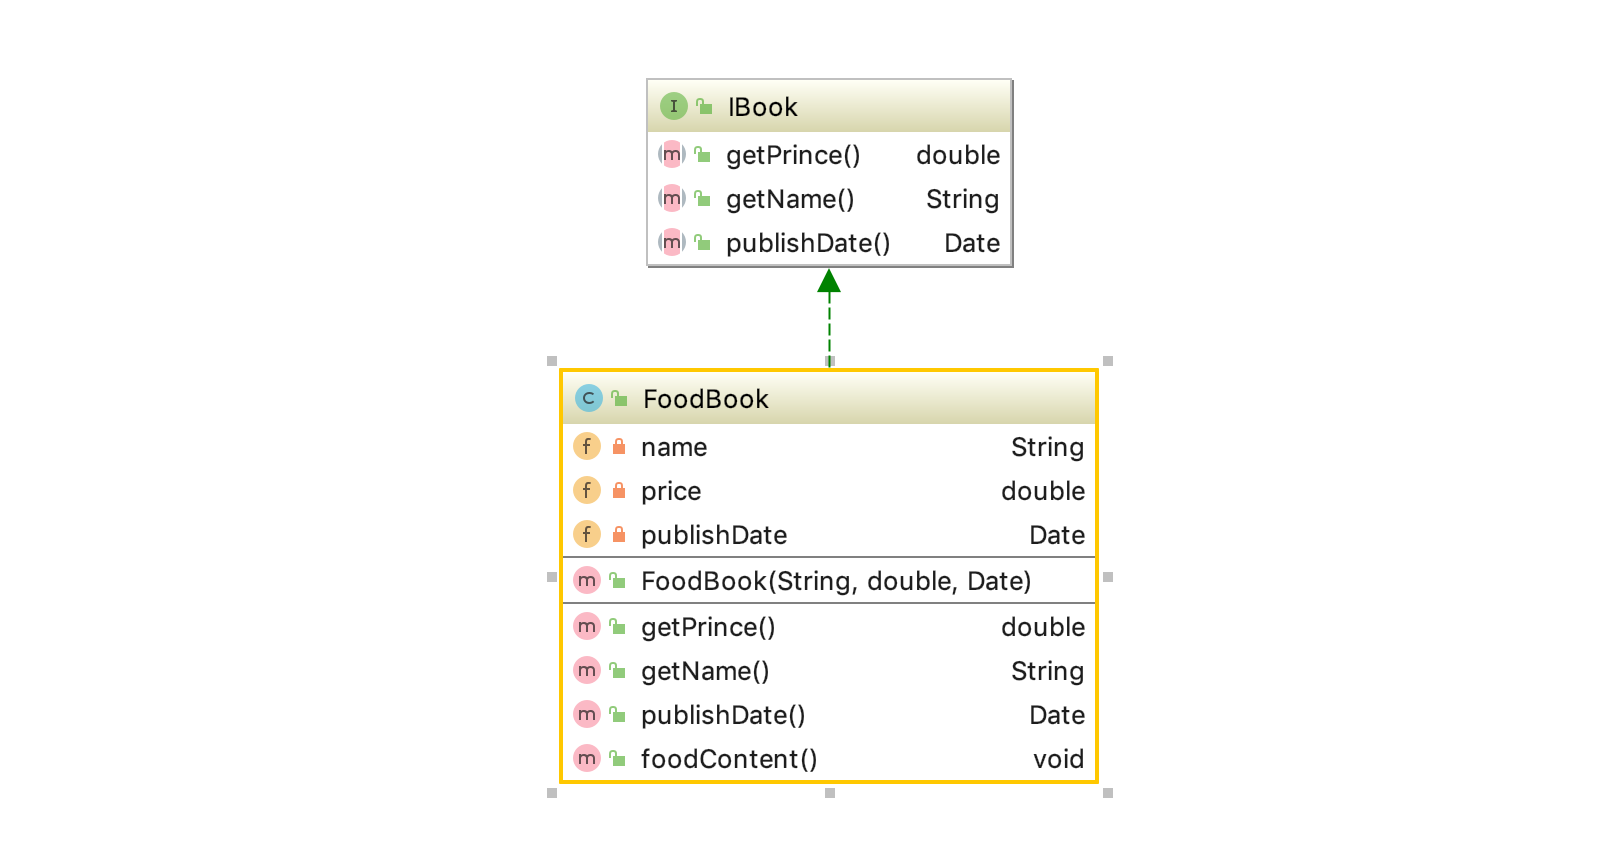 I IBook
m getPrince() double
m getName() String
m publishDate() Date
C FoodBook
f name String
f price double
f publishDate Date
m FoodBook(String, double, Date)
m getPrince() double
m getName() String
m publishDate() Date
m foodContent() void